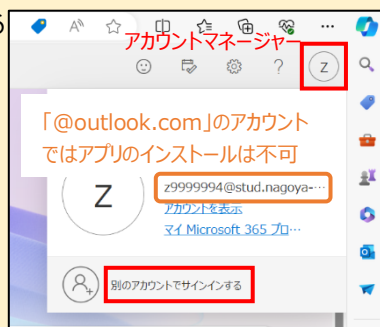 アカウントマネージャー
Z
「@outlook.com」のアカウント
ではアプリのインストールは不可
Z
z9999994@stud.nagoya-…
アカウントを表示
マイ Microsoft 365 プロ…
別のアカウントでサインインする